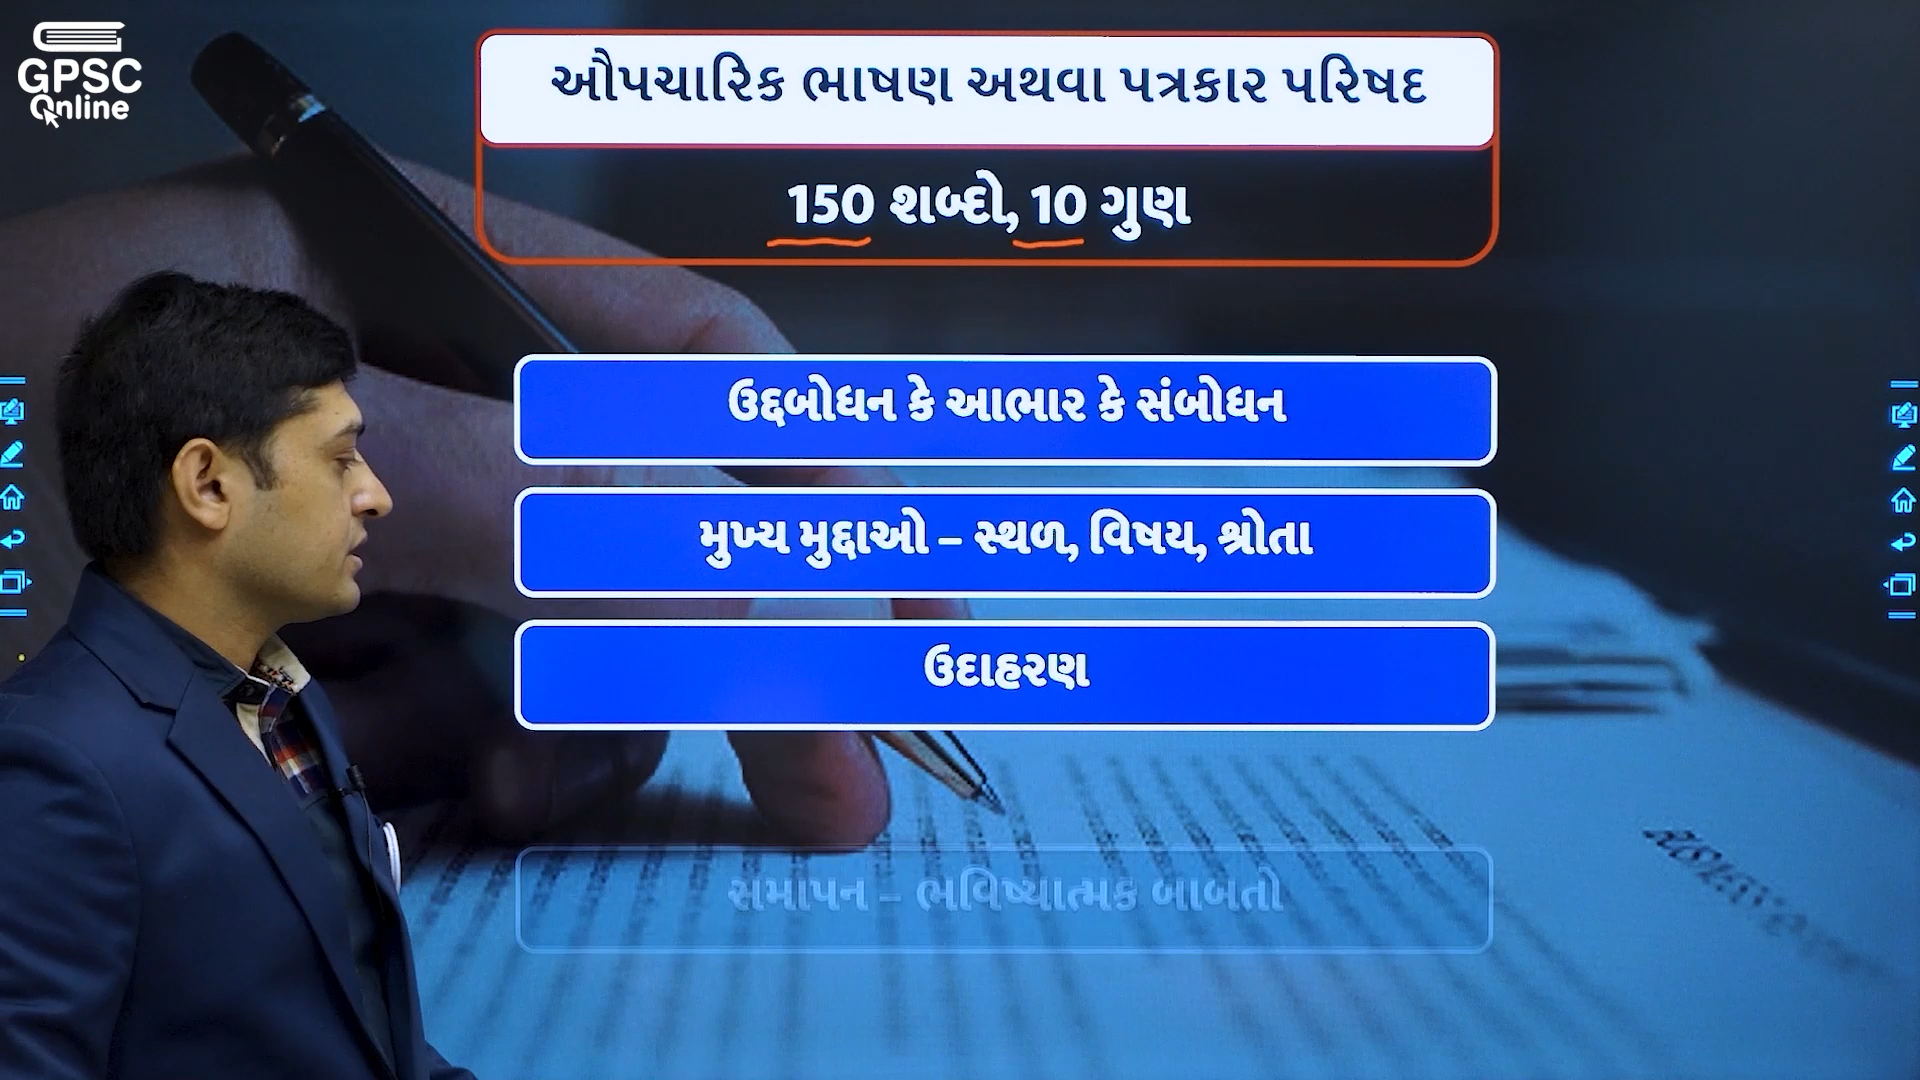 GPSC
Online
ઔપચારિક ભાષણ અથવા પત્રકાર પરિષદ
150 શબ્દો, 10 ગુણ
ઉદ્દબોધન કે આભાર કે સંબોધન
મુખ્ય મુદ્દાઓ – સ્થળ, વિષય, શ્રોતા
ઉદાહરણ
સમાપન – ભવિષ્યાત્મક બાબતો